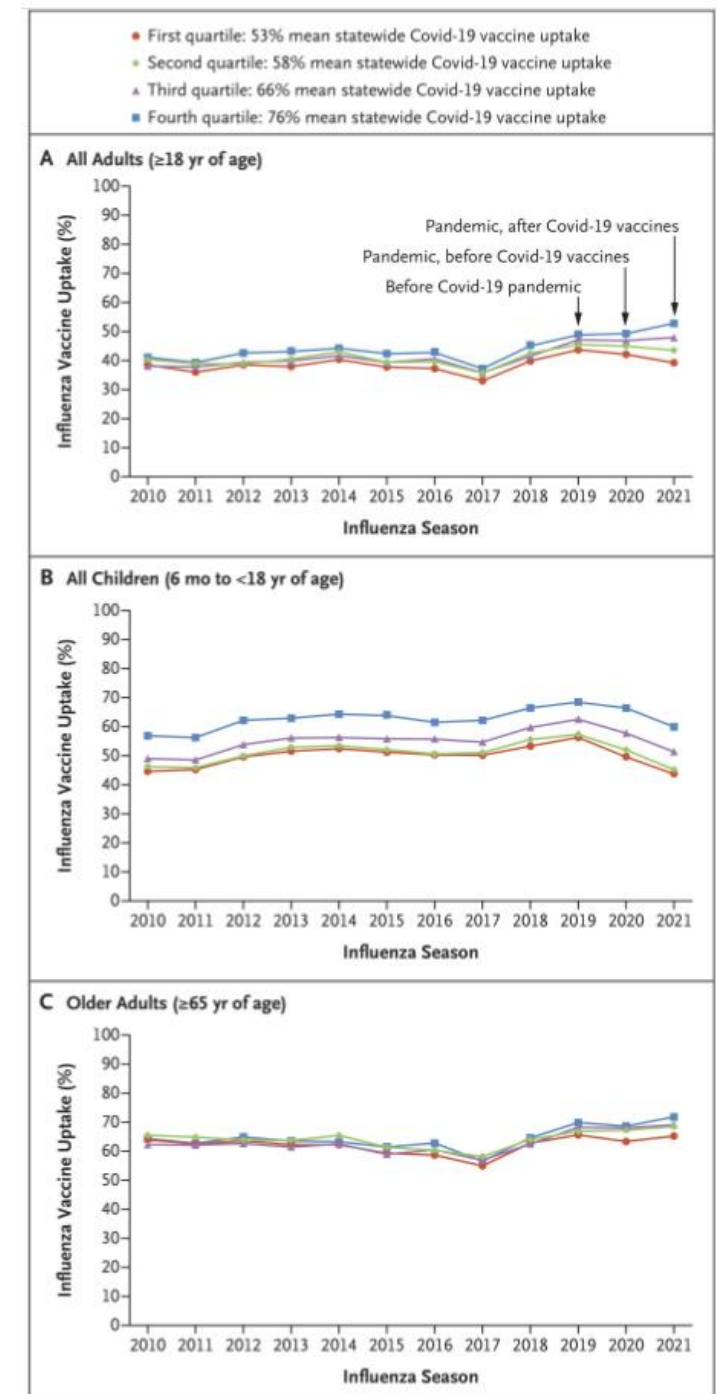 First quartile: 53% mean statewide Covid-19 vaccine uptake
Second quartile: 58% mean statewide Covid-19 vaccine uptake
Third quartile: 66% mean statewide Covid-19 vaccine uptake
Fourth quartile: 76% mean statewide Covid-19 vaccine uptake
A All Adults (≥18 yr of age)
Influenza Vaccine Uptake (%)
100
90
80
70
60
50
40
30
20
10
0
Pandemic, after Covid-19 vaccines
Pandemic, before Covid-19 vaccines
Before Covid-19 pandemic
2010 2011 2012 2013 2014 2015 2016 2017 2018 2019 2020 2021
Influenza Season
B All Children (6 mo to <18 yr of age)
Influenza Vaccine Uptake (%)
100
90
80
70
60
50
40
30
20
10
0
2010 2011 2012 2013 2014 2015 2016 2017 2018 2019 2020 2021
Influenza Season
C Older Adults (≥65 yr of age)
Influenza Vaccine Uptake (%)
100
90
80
70
60
50
40
30
20
10
0
2010 2011 2012 2013 2014 2015 2016 2017 2018 2019 2020 2021
Influenza Season